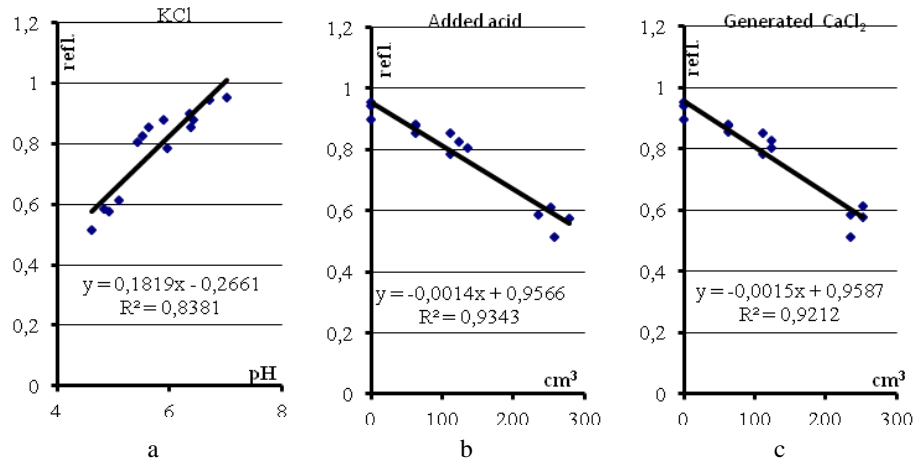 KCl
refl.
1,2
1
0,8
0,6
0,4
0,2
0
y = 0,1819x - 0,2661
R² = 0,8381
pH
4
6
8
a
Added acid
refl.
1,2
1
0,8
0,6
0,4
0,2
0
y = -0,0014x + 0,9566
R² = 0,9343
cm³
0
100
200
300
b
Generated CaCl₂
refl.
1,2
1
0,8
0,6
0,4
0,2
0
y = -0,0015x + 0,9587
R² = 0,9212
cm³
0
100
200
300
c